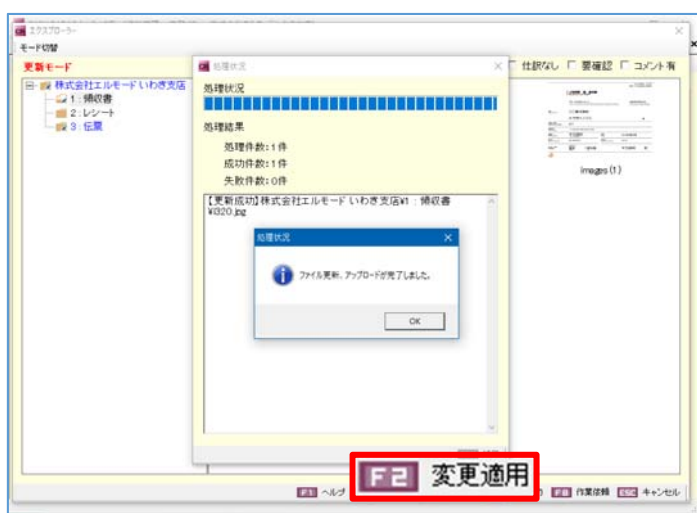 エクスプローラー
モード切替
更新モード
処理状況
仕訳なし 要確認 コメント有
株式会社エルモード いわき支店
1:領収書
2:レシート
3:伝票
処理状況
処理結果
処理件数:1件
成功件数:1件
失敗件数:0件
【更新成功】株式会社エルモード いわき支店¥1:領収書
¥i320.jpg
images(1)
処理状況
ファイル更新、アップロードが完了しました。
OK
F2 変更適用
F1 ヘルプ
F8 作業依頼 ESC キャンセル